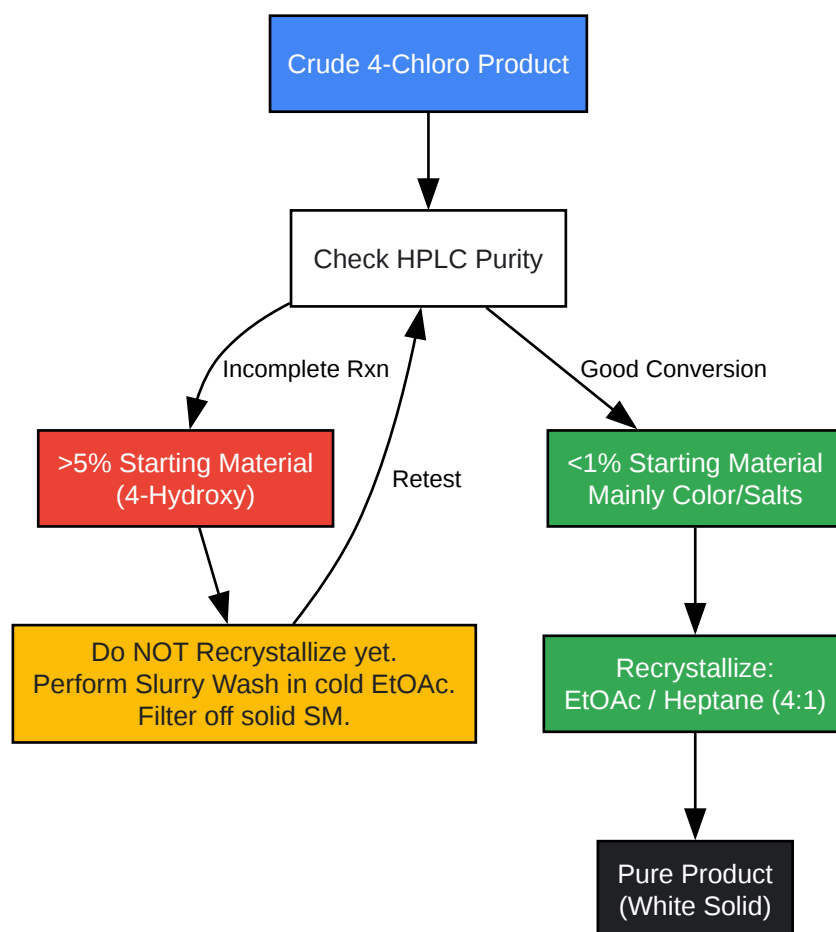 Crude 4-Chloro Product
Check HPLC Purity
Incomplete Rxn
Good Conversion
>5% Starting Material
(4-Hydroxy)
Retest
<1% Starting Material
Mainly Color/Salts
Do NOT Recrystallize yet.
Perform Slurry Wash in cold EtOAc.
Filter off solid SM.
Recrystallize:
EtOAc / Heptane (4:1)
Pure Product
(White Solid)